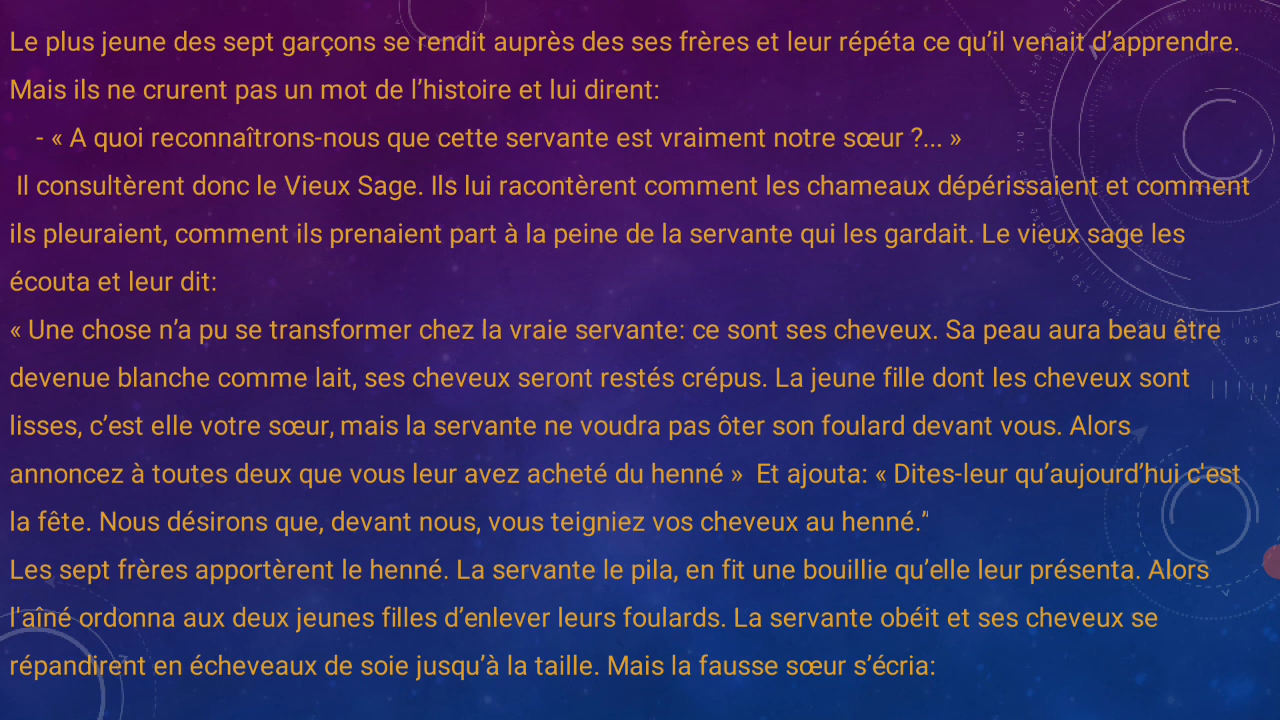 Le plus jeune des sept garçons se rendit auprès des ses frères et leur répéta ce qu’il venait d’apprendre.
Mais ils ne crurent pas un mot de l’histoire et lui dirent:
- « A quoi reconnaîtrons-nous que cette servante est vraiment notre sœur ?... »
Il consultèrent donc le Vieux Sage. Ils lui racontèrent comment les chameaux dépérissaient et comment
ils pleuraient, comment ils prenaient part à la peine de la servante qui les gardait. Le vieux sage les
écouta et leur dit:
« Une chose n’a pu se transformer chez la vraie servante: ce sont ses cheveux. Sa peau aura beau être
devenue blanche comme lait, ses cheveux seront restés crépus. La jeune fille dont les cheveux sont
lisses, c’est elle votre sœur, mais la servante ne voudra pas ôter son foulard devant vous. Alors
annoncez à toutes deux que vous leur avez acheté du henné »  Et ajouta: « Dites-leur qu’aujourd’hui c'est
la fête. Nous désirons que, devant nous, vous teigniez vos cheveux au henné.”
Les sept frères apportèrent le henné. La servante le pila, en fit une bouillie qu’elle leur présenta. Alors
l'aîné ordonna aux deux jeunes filles d’enlever leurs foulards. La servante obéit et ses cheveux se
répandirent en écheveaux de soie jusqu’à la taille. Mais la fausse sœur s’écria: